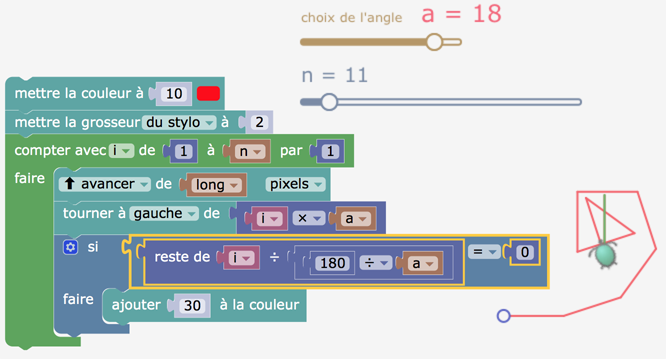 choix de l'angle a = 18
n = 11
mettre la couleur à 10
mettre la grosseur du stylo à 2
compter avec i de 1 à n par 1
faire avancer de long pixels
tourner à gauche de i × a
si reste de i ÷ 180 ÷ a = 0
faire ajouter 30 à la couleur